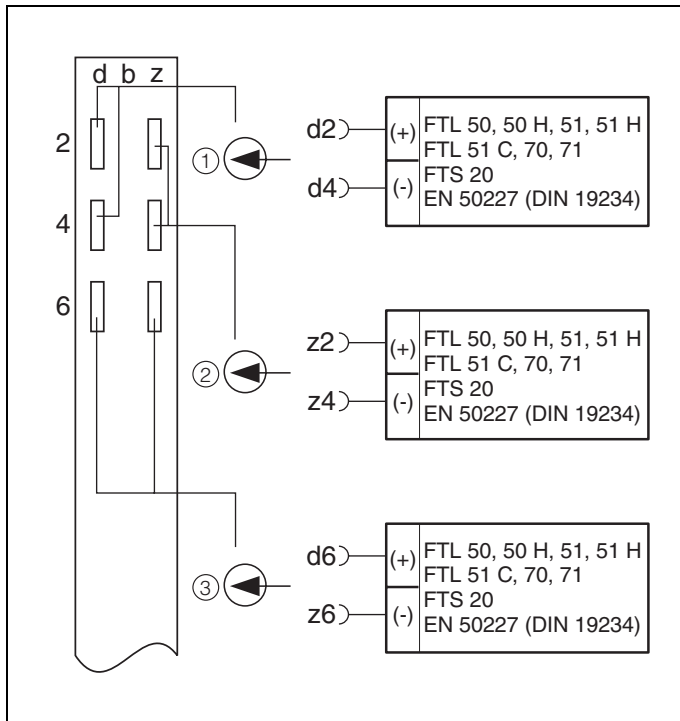 d b z
2
4
6
①
d2
d4
(+)
(-)
FTL 50, 50 H, 51, 51 H
FTL 51 C, 70, 71
FTS 20
EN 50227 (DIN 19234)
②
z2
z4
(+)
(-)
FTL 50, 50 H, 51, 51 H
FTL 51 C, 70, 71
FTS 20
EN 50227 (DIN 19234)
③
d6
z6
(+)
(-)
FTL 50, 50 H, 51, 51 H
FTL 51 C, 70, 71
FTS 20
EN 50227 (DIN 19234)